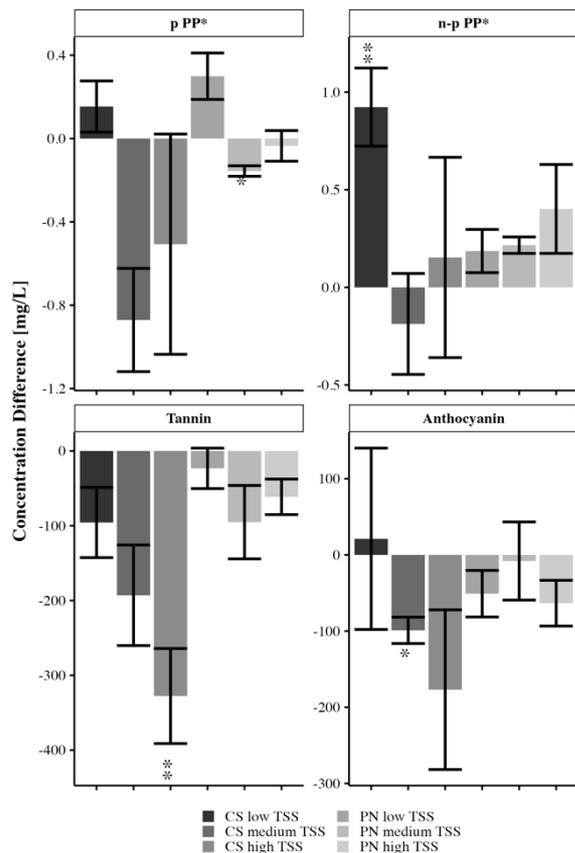 p PP*
n-p PP*
0.4
0.0
-0.4
-0.8
-1.2
*
**
1.0
0.5
0.0
-0.5
Concentration Difference [mg/L]
Tannin
Anthocyanin
0
-100
-200
-300
-400
**
100
0
-100
-200
-300
*
CS low TSS
PN low TSS
CS medium TSS
PN medium TSS
CS high TSS
PN high TSS